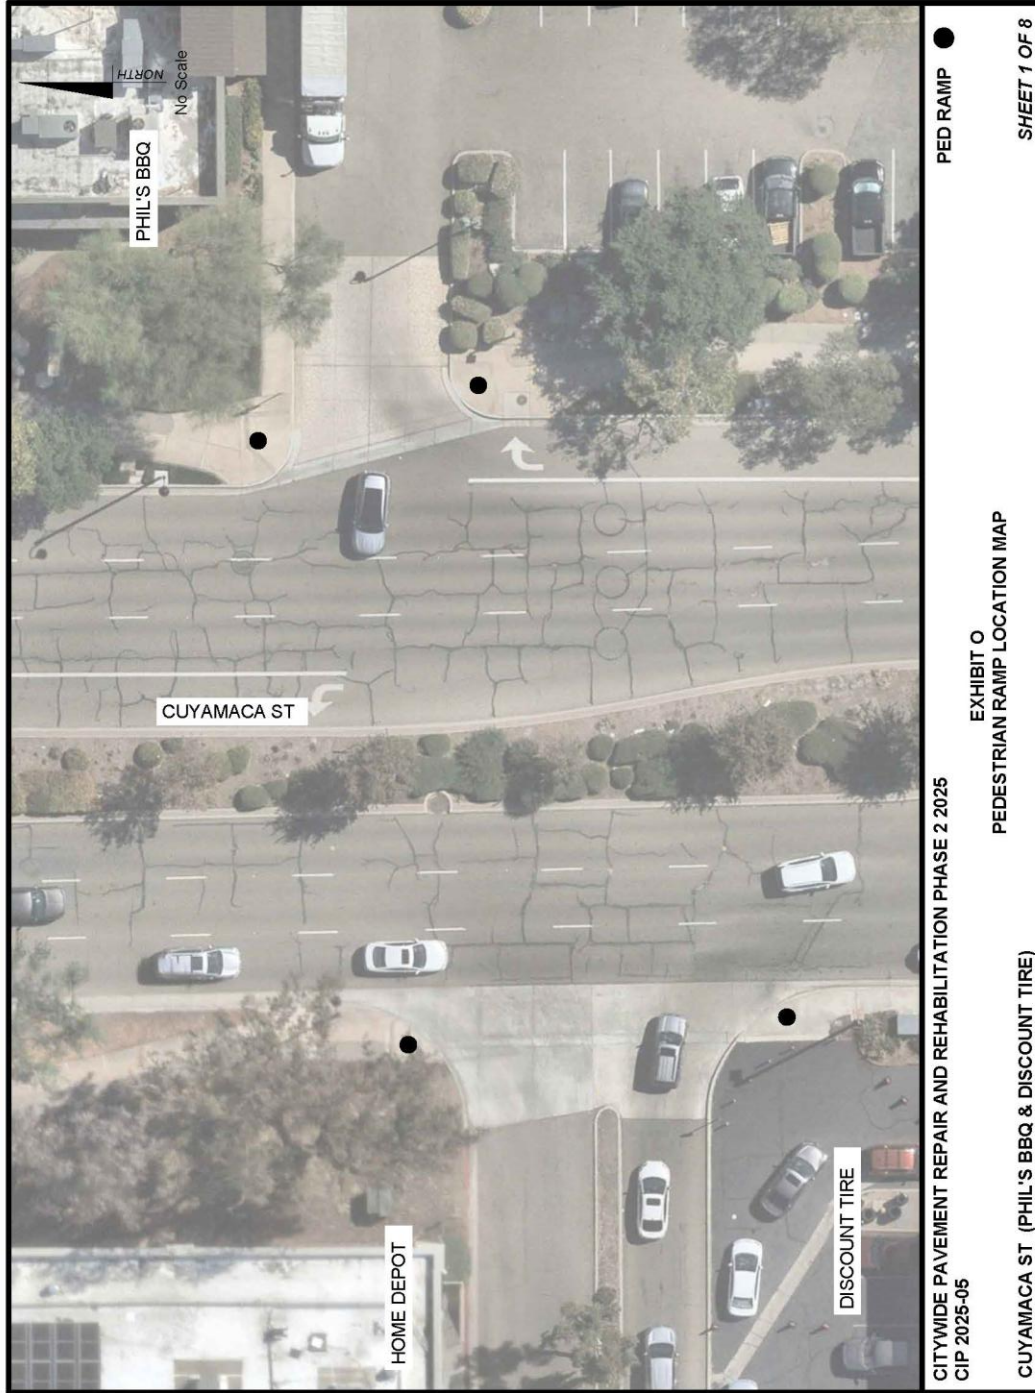 NORTH
No Scale
PHIL'S BBQ
CUYAMACA ST
HOME DEPOT
DISCOUNT TIRE
CITYWIDE PAVEMENT REPAIR AND REHABILITATION PHASE 2 2025
CIP 2025-05
PED RAMP
EXHIBIT O
PEDESTRIAN RAMP LOCATION MAP
CUYAMACA ST (PHIL'S BBQ & DISCOUNT TIRE)
SHEET 1 OF 8